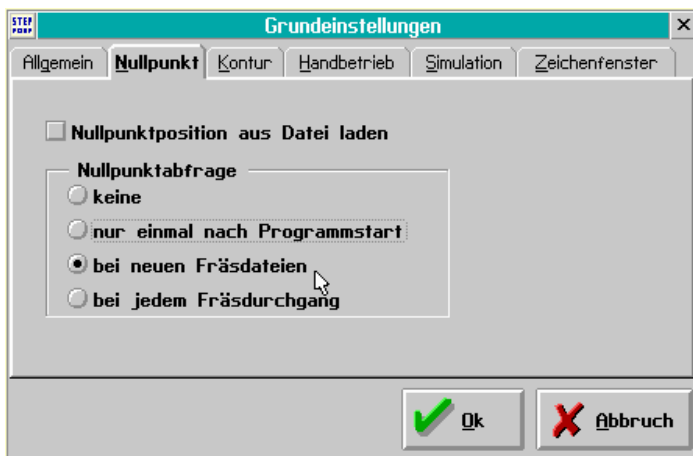 STEP
FOUR
Grundeinstellungen
Allgemein Nullpunkt Kontur Handbetrieb Simulation Zeichenfenster
Nullpunktposition aus Datei laden
Nullpunktabfrage
keine
nur einmal nach Programmstart
bei neuen Fräsdateien
bei jedem Fräsdurchgang
Ok Abbruch